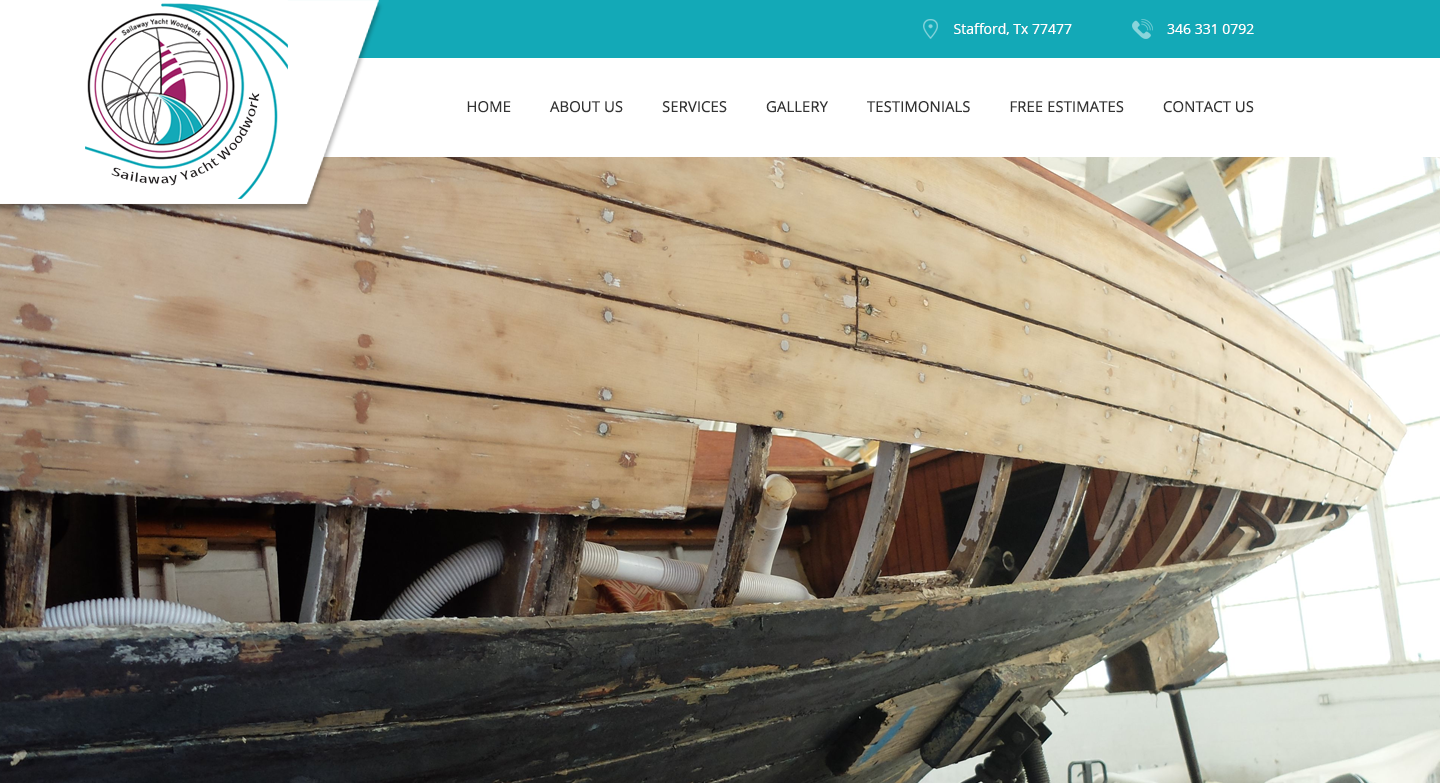 Sailaway Yacht Woodwork
Sailaway Yacht Woodwork
Stafford, Tx 77477
346 331 0792
HOME
ABOUT US
SERVICES
GALLERY
TESTIMONIALS
FREE ESTIMATES
CONTACT US